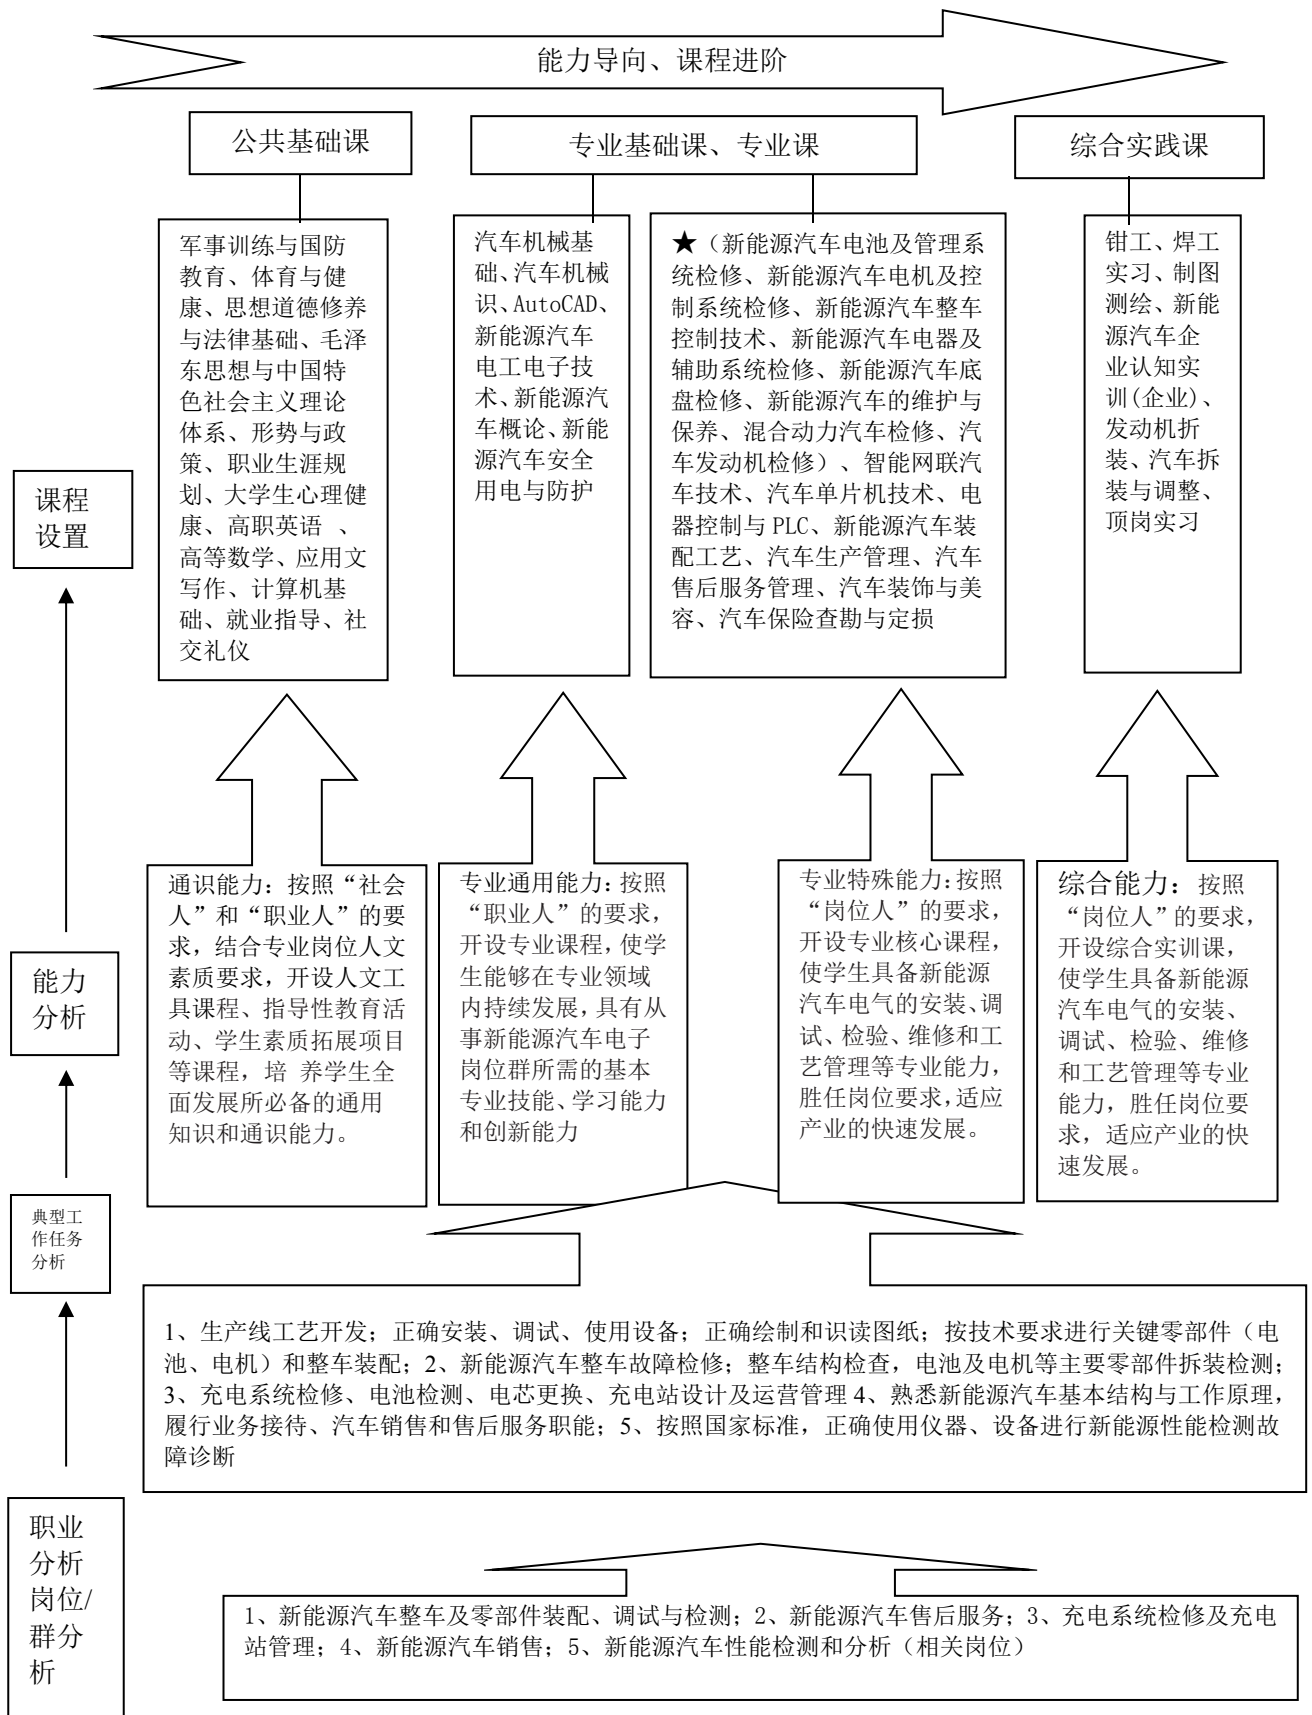 能力导向、课程进阶
公共基础课
专业基础课、专业课
综合实践课
军事训练与国防
教育、体育与健
康、思想道德修养
与法律基础、毛泽
东思想与中国特
色社会主义理论
体系、形势与政
策、职业生涯规
划、大学生心理健
康、高职英语 、
高等数学、应用文
写作、计算机基
础、就业指导、社
交礼仪
汽车机械基
础、汽车机械
识、AutoCAD、
新能源汽车
电工电子技
术、新能源汽
车概论、新能
源汽车安全
用电与防护
★（新能源汽车电池及管理系
统检修、新能源汽车电机及控
制系统检修、新能源汽车整车
控制技术、新能源汽车电器及
辅助系统检修、新能源汽车底
盘检修、新能源汽车的维护与
保养、混合动力汽车检修、汽
车发动机检修）、智能网联汽
车技术、汽车单片机技术、电
器控制与 PLC、新能源汽车装
配工艺、汽车生产管理、汽车
售后服务管理、汽车装饰与美
容、汽车保险查勘与定损
钳工、焊工
实习、制图
测绘、新能
源汽车企
业认知实
训(企业)、
发动机折
装、汽车拆
装与调整、
顶岗实习
课程
设置
通识能力：按照“社会
人”和“职业人”的要
求，结合专业岗位人文
素质要求，开设人文工
具课程、指导性教育活
动、学生素质拓展项目
等课程，培 养学生全
面发展所必备的通用
知识和通识能力。
专业通用能力：按照
“职业人”的要求，
开设专业课程，使学
生能够在专业领域
内持续发展，具有从
事新能源汽车电子
岗位群所需的基本
专业技能、学习能力
和创新能力
专业特殊能力：按照
“岗位人”的要求，
开设专业核心课程，
使学生具备新能源
汽车电气的安装、调
试、检验、维修和工
艺管理等专业能力，
胜任岗位要求，适应
产业的快速发展。
综合能力：按照
“岗位人”的要求，
开设综合实训课，
使学生具备新能源
汽车电气的安装、
调试、检验、维修
和工艺管理等专业
能力，胜任岗位要
求，适应产业的快
速发展。
能力
分析
典型工
作任务
分析
1、生产线工艺开发；正确安装、调试、使用设备；正确绘制和识读图纸；按技术要求进行关键零部件（电
池、电机）和整车装配；2、新能源汽车整车故障检修；整车结构检查，电池及电机等主要零部件拆装检测；
3、充电系统检修、电池检测、电芯更换、充电站设计及运营管理 4、熟悉新能源汽车基本结构与工作原理，
履行业务接待、汽车销售和售后服务职能；5、按照国家标准，正确使用仪器、设备进行新能源性能检测故
障诊断
职业
分析
岗位/
群分
析
1、新能源汽车整车及零部件装配、调试与检测；2、新能源汽车售后服务；3、充电系统检修及充电
站管理；4、新能源汽车销售；5、新能源汽车性能检测和分析（相关岗位）